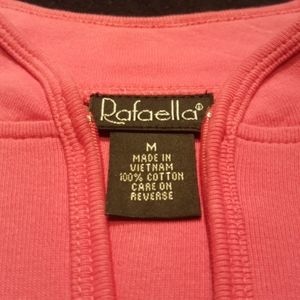 Rafaella®
M
MADE IN
VIETNAM
100% COTTON
CARE ON
REVERSE